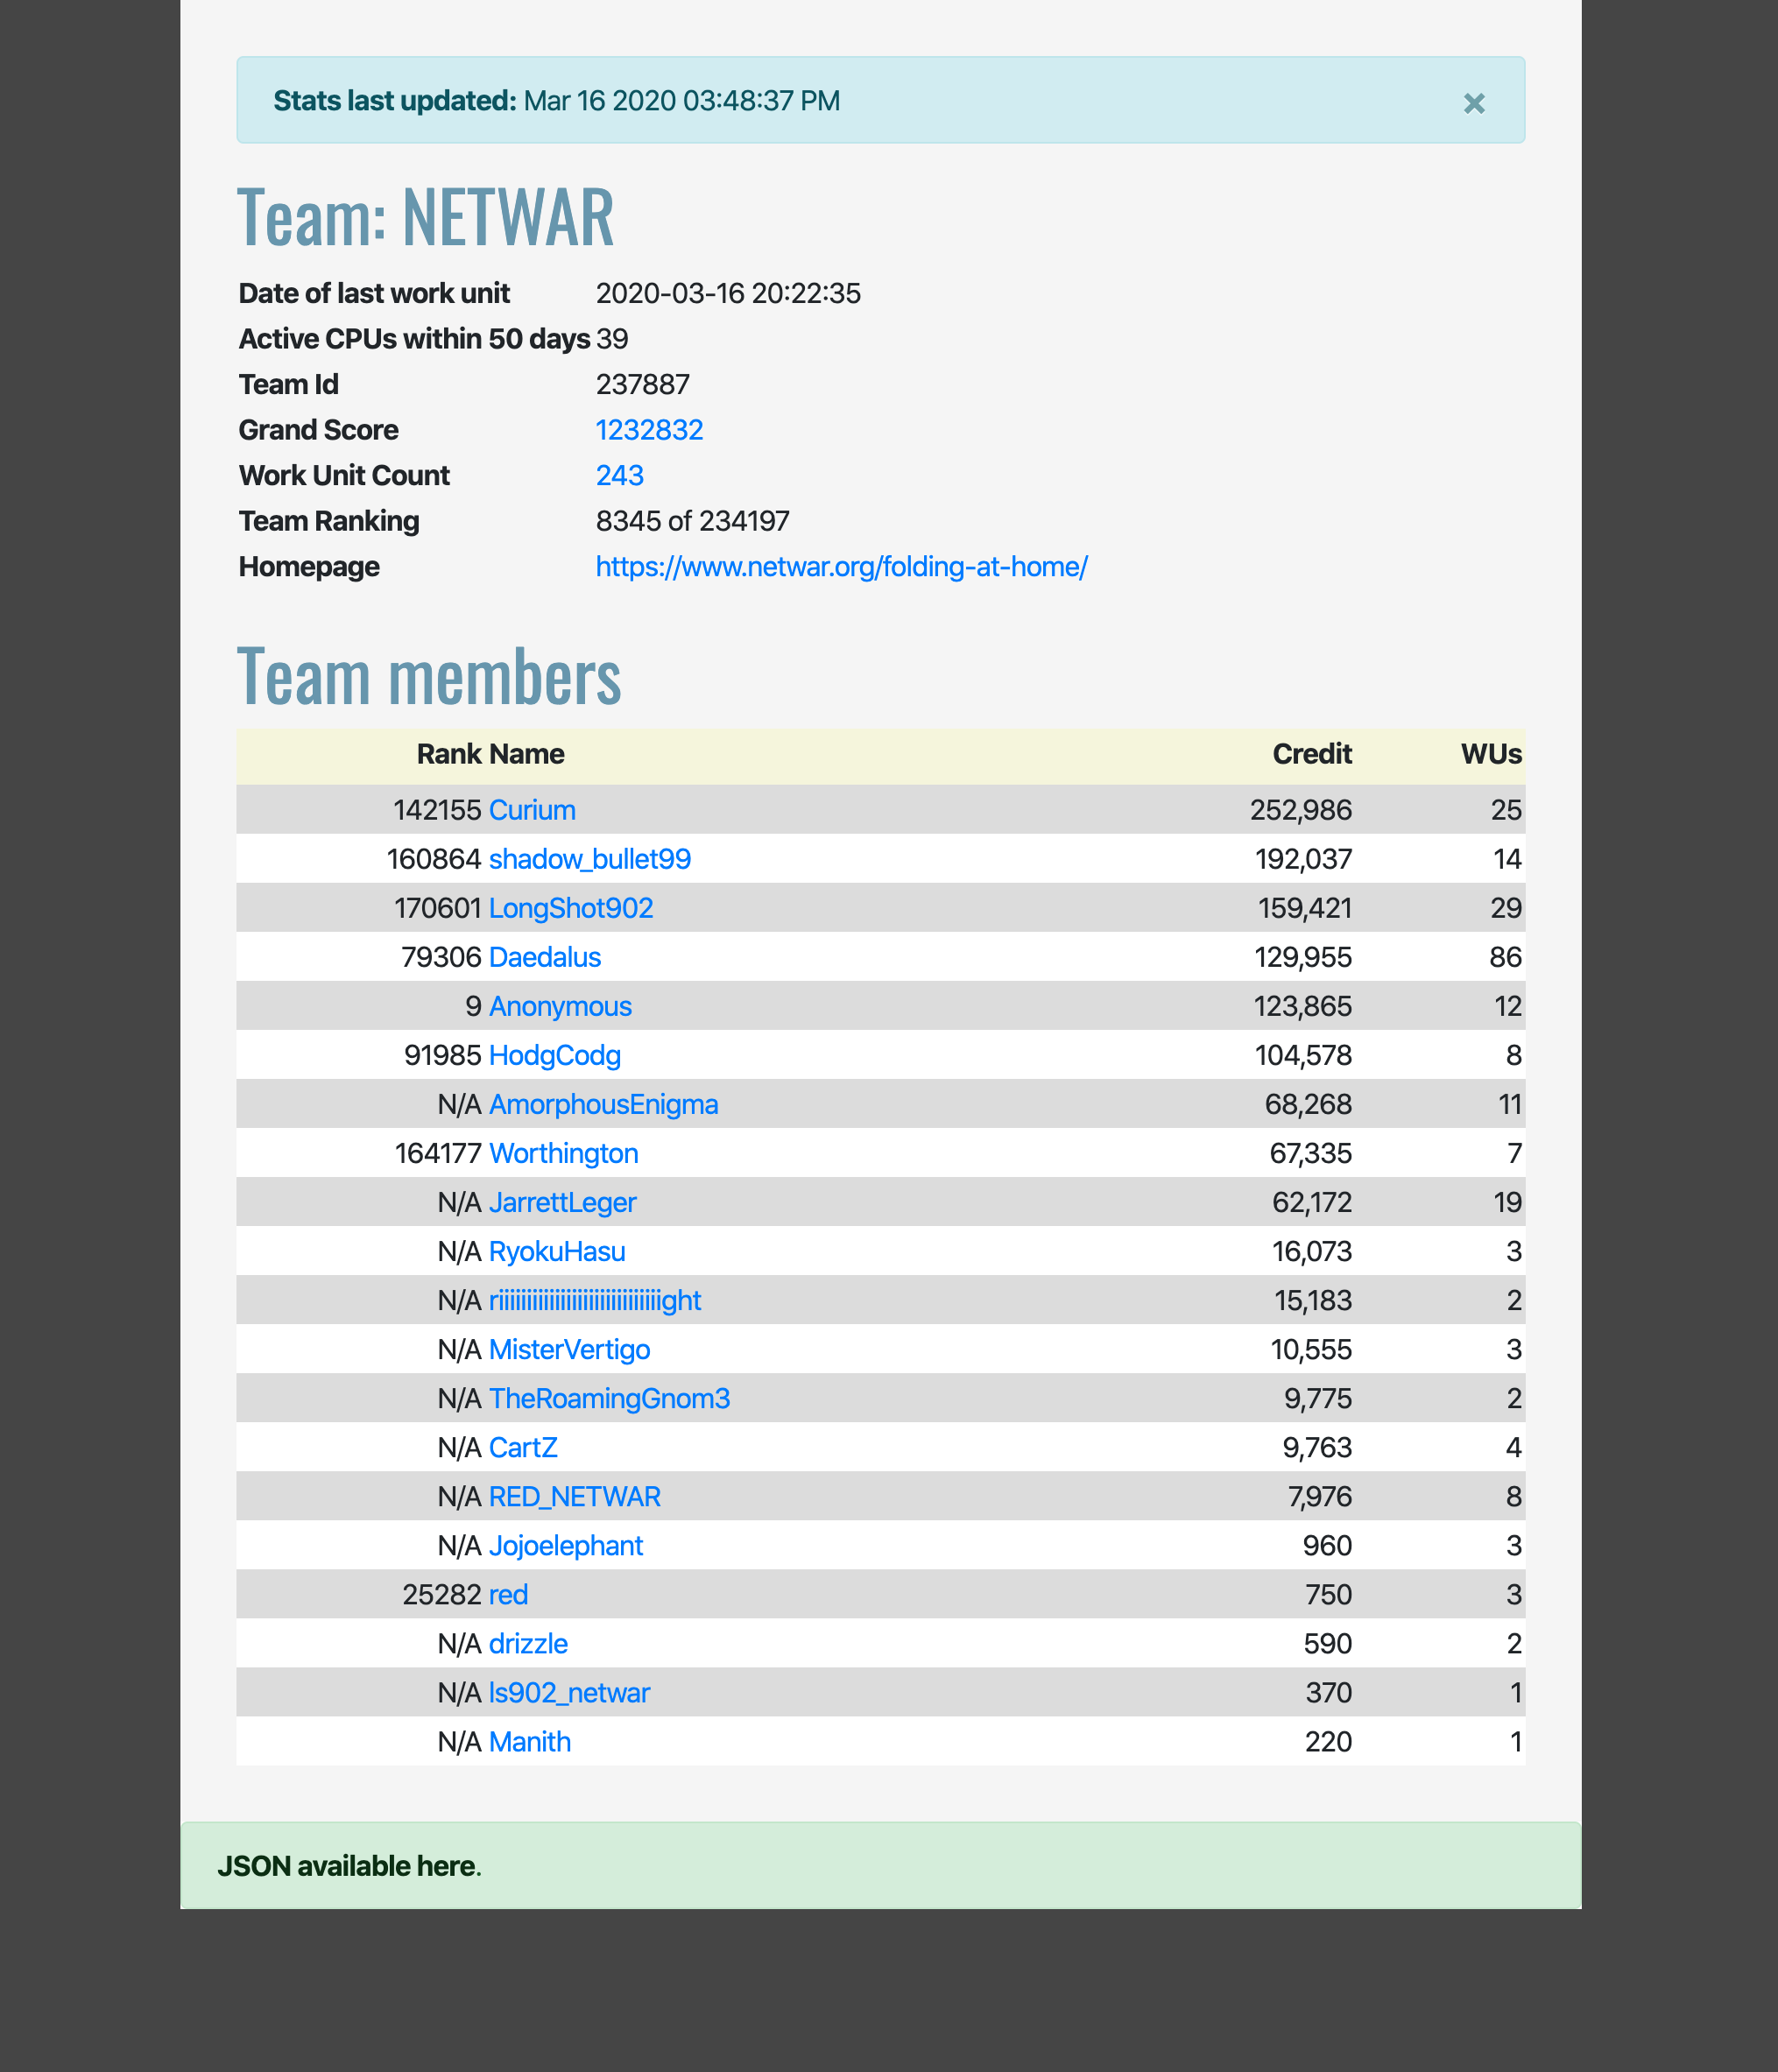 Stats last updated: Mar 16 2020 03:48:37 PM ×
Team: NETWAR
Date of last work unit 2020-03-16 20:22:35
Active CPUs within 50 days 39
Team Id 237887
Grand Score 1232832
Work Unit Count 243
Team Ranking 8345 of 234197
Homepage https://www.netwar.org/folding-at-home/
Team members
Rank Name Credit WUs
142155 Curium 252,986 25
160864 shadow_bullet99 192,037 14
170601 LongShot902 159,421 29
79306 Daedalus 129,955 86
9 Anonymous 123,865 12
91985 HodgCodg 104,578 8
N/A AmorphousEnigma 68,268 11
164177 Worthington 67,335 7
N/A JarrettLeger 62,172 19
N/A RyokuHasu 16,073 3
N/A 15,183 2
N/A MisterVertigo 10,555 3
N/A TheRoamingGnom3 9,775 2
N/A CartZ 9,763 4
N/A RED_NETWAR 7,976 8
N/A Jojoelephant 960 3
25282 red 750 3
N/A drizzle 590 2
N/A ls902_netwar 370 1
N/A Manith 220 1
JSON available here.